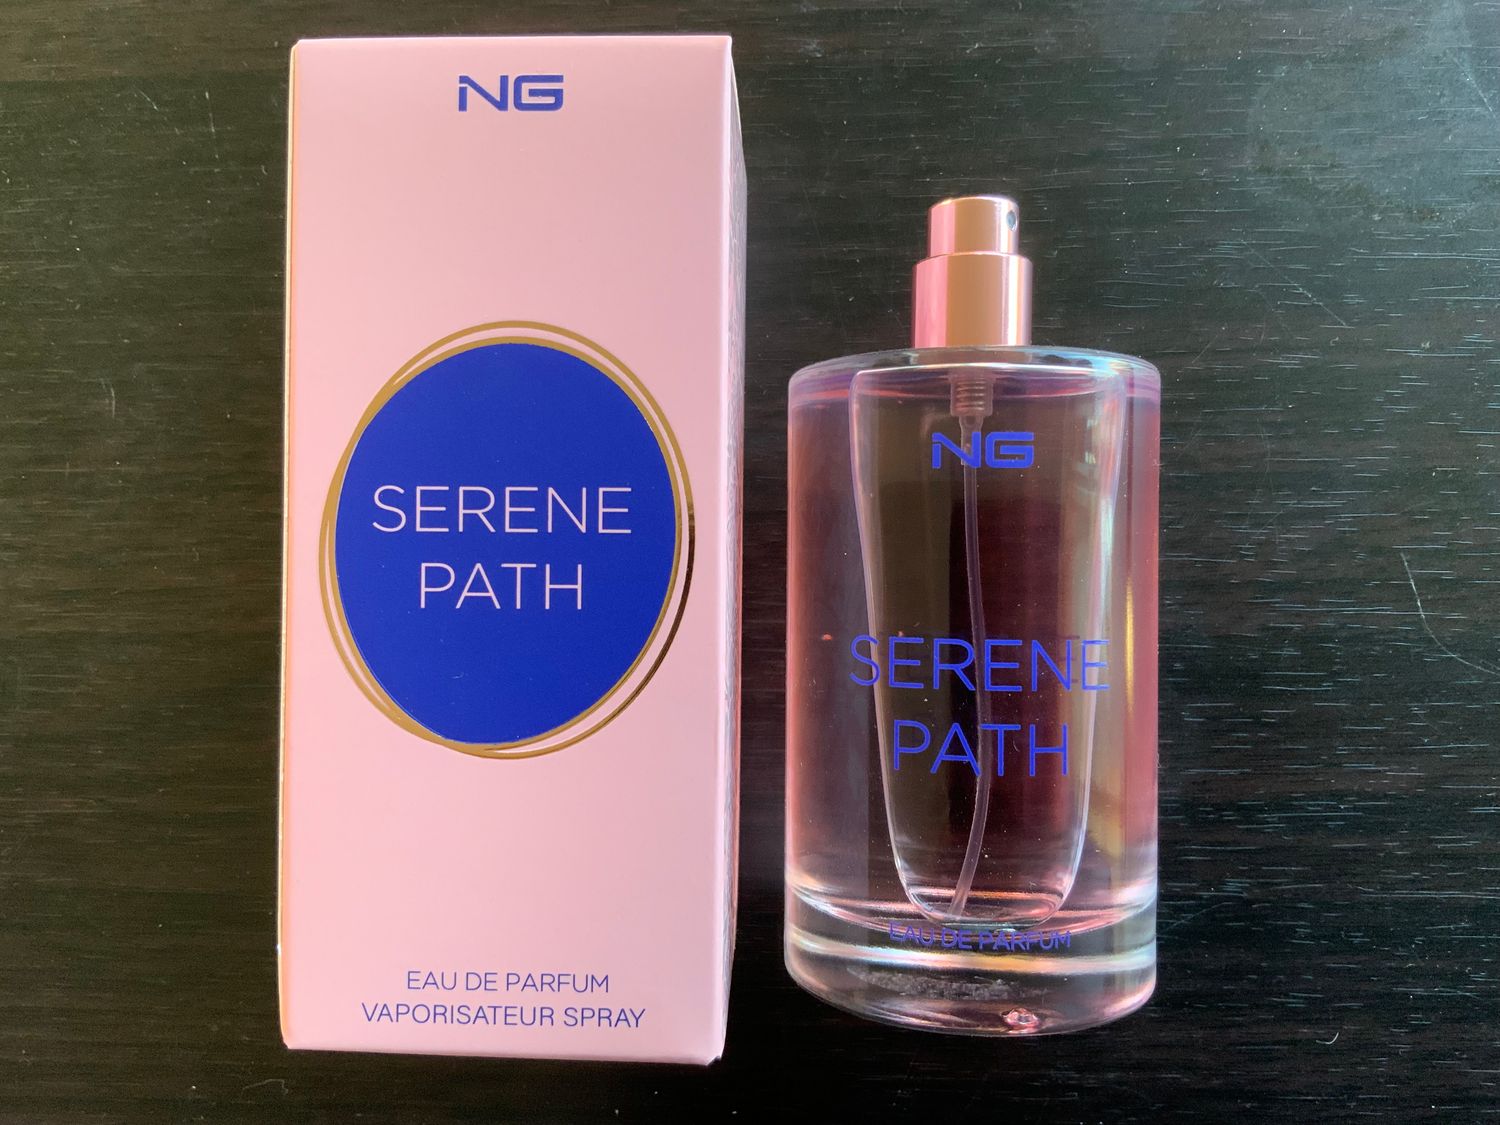 NG
SERENE
PATH
EAU DE PARFUM
VAPORISATEUR SPRAY
NG
SERENE
PATH
EAU DE PARFUM